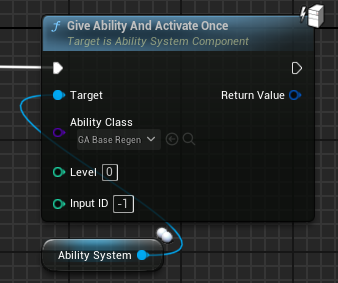 f Give Ability And Activate Once
Target is Ability System Component
Target Return Value
Ability Class
GA Base Regen
Level 0
Input ID -1
Ability System